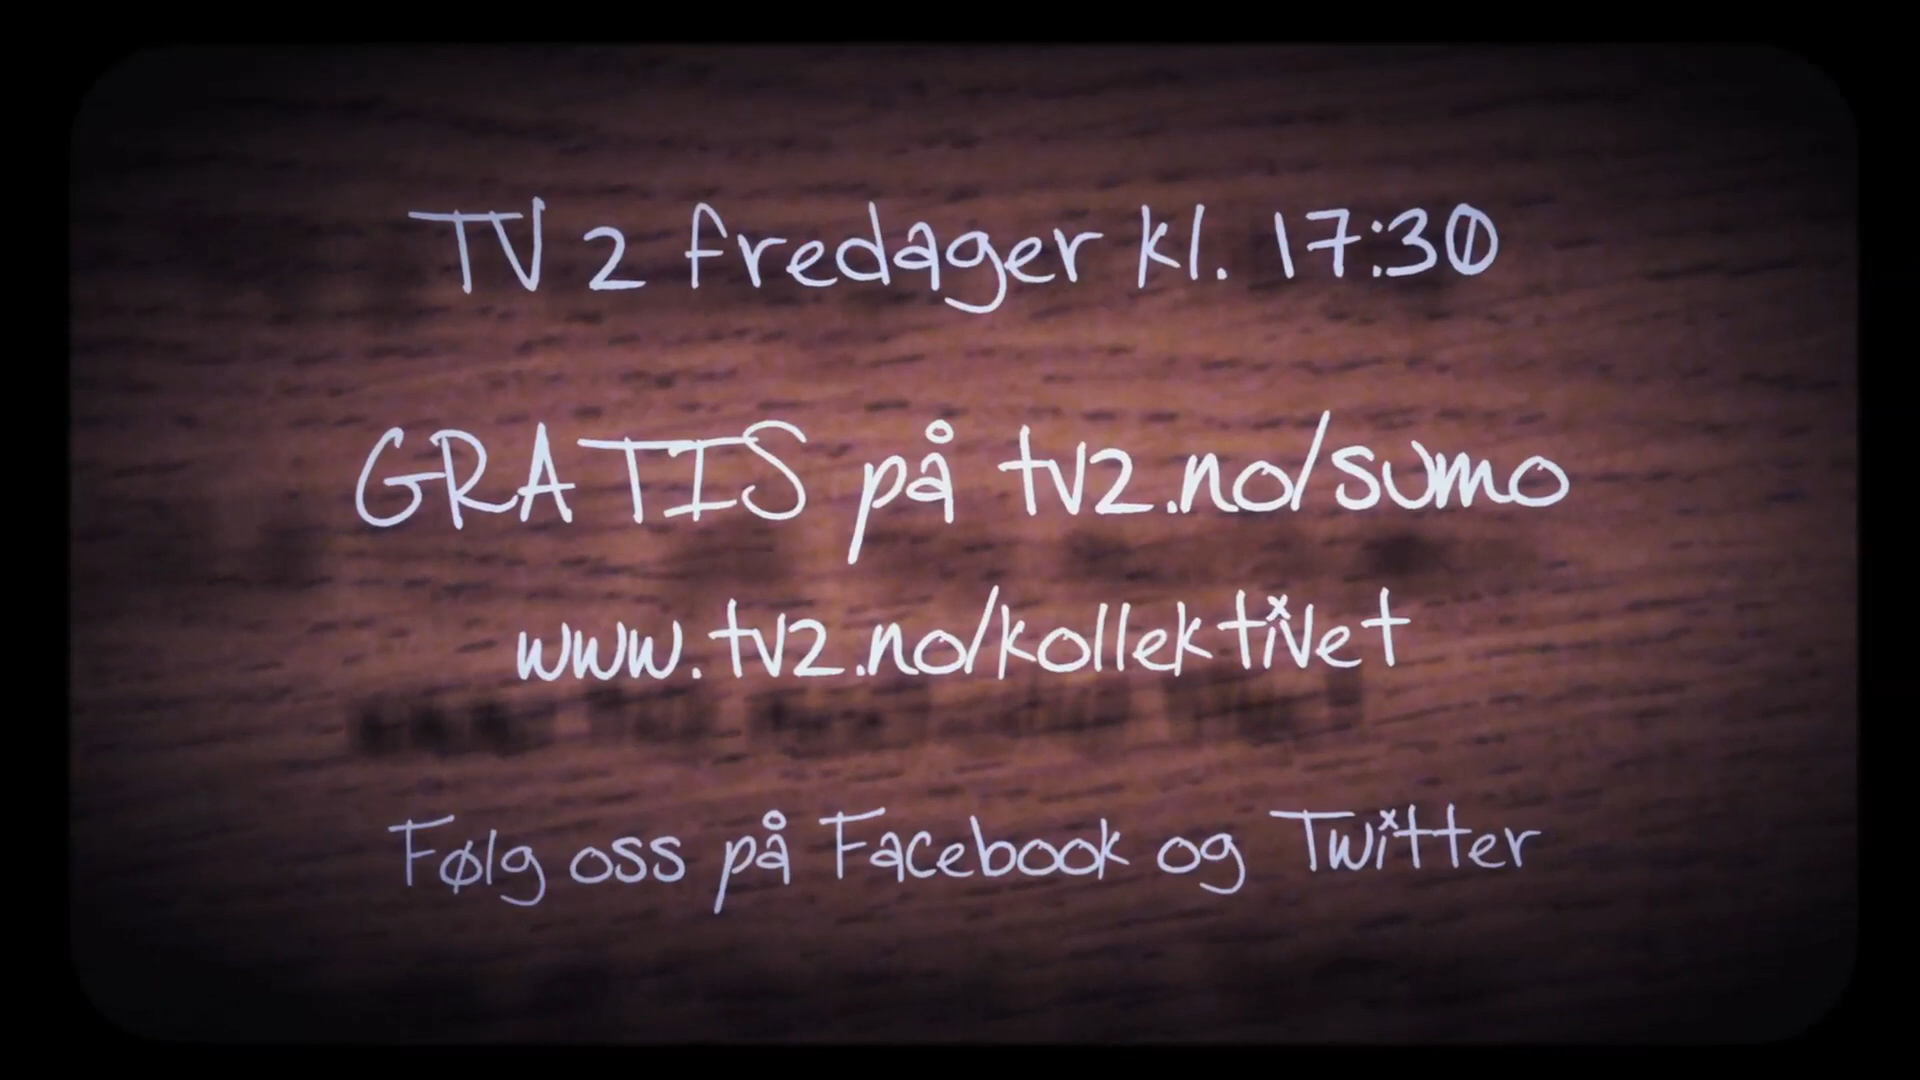 TV 2 fredager kl. 17:30
GRATIS på tv2.no/sumo
www.tv2.no/kollektivet
Følg oss på Facebook og Twitter